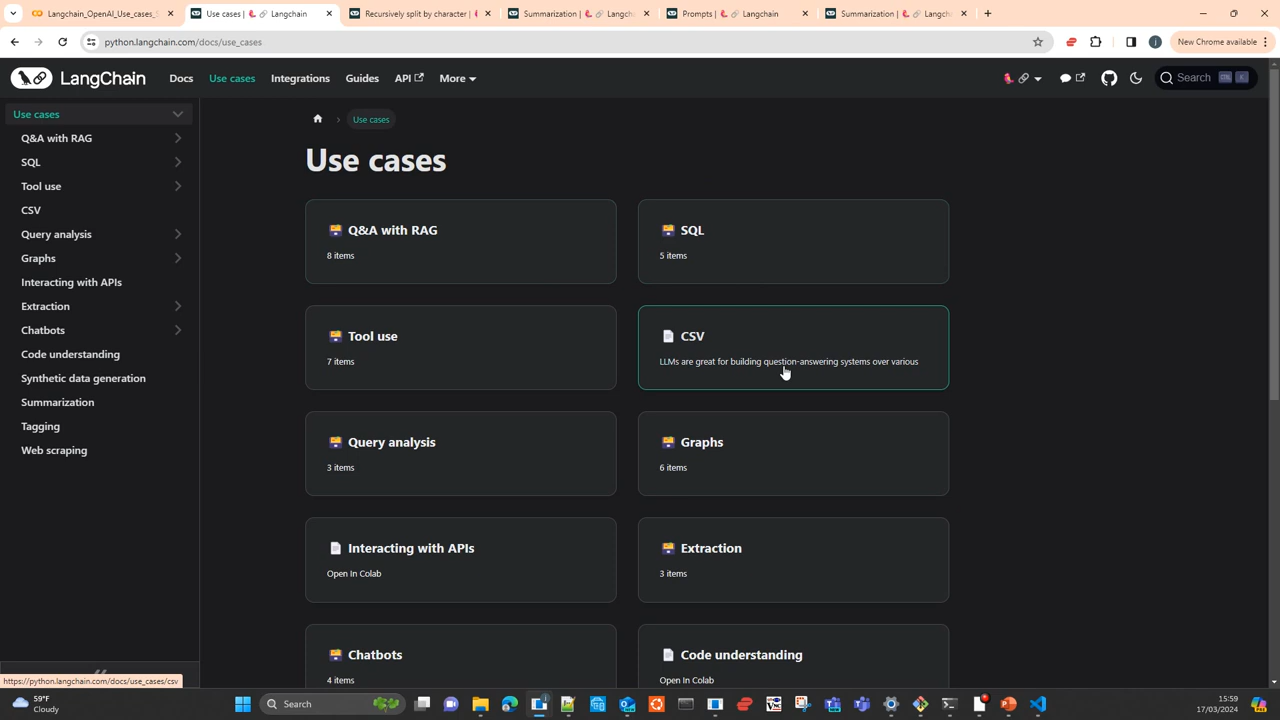 Langchain_OpenAI_Use_cases_S
Use cases | 🦜️🔗 Langchain
Recursively split by character |
Summarization | 🦜️🔗 Langch
Prompts | 🦜️🔗 Langchain
Summarization | 🦜️🔗 Langch
python.langchain.com/docs/use_cases
New Chrome available
LangChain
Docs
Use cases
Integrations
Guides
API
More
Search
CTRL
K
Use cases
Q&A with RAG
SQL
Tool use
CSV
Query analysis
Graphs
Interacting with APIs
Extraction
Chatbots
Code understanding
Synthetic data generation
Summarization
Tagging
Web scraping
Use cases
Use cases
Q&A with RAG
8 items
SQL
5 items
Tool use
7 items
CSV
LLMs are great for building question-answering systems over various
Query analysis
3 items
Graphs
6 items
Interacting with APIs
Open In Colab
Extraction
3 items
Chatbots
4 items
Code understanding
Open In Colab
https://python.langchain.com/docs/use_cases/csv
59°F
Cloudy
Search
15:59
17/03/2024